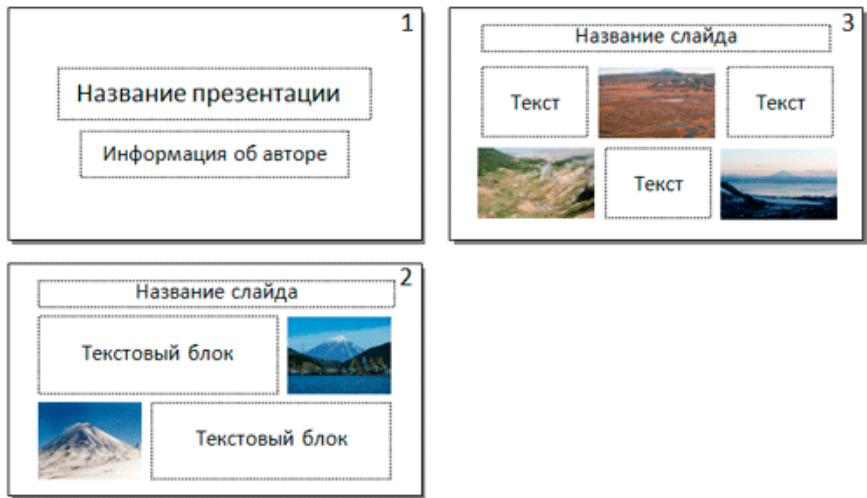 1
Название презентации
Информация об авторе
2
Название слайда
Текстовый блок
Текстовый блок
3
Название слайда
Текст
Текст
Текст